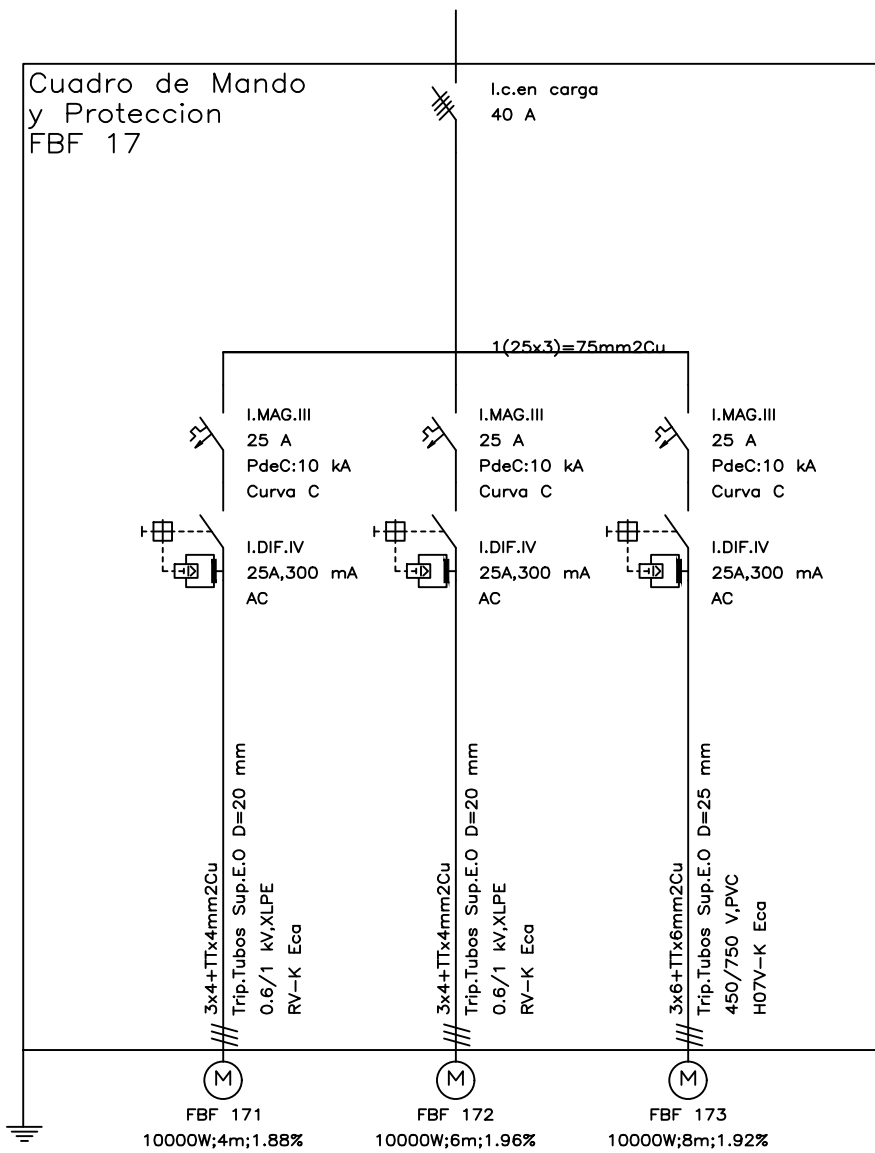 Cuadro de Mando
y Proteccion
FBF 17
I.c.en carga
40 A
1(25x3)=75mm2Cu
I.MAG.III
25 A
PdeC:10 kA
Curva C
I.DIF.IV
25A,300 mA
AC
I.MAG.III
25 A
PdeC:10 kA
Curva C
I.DIF.IV
25A,300 mA
AC
I.MAG.III
25 A
PdeC:10 kA
Curva C
I.DIF.IV
25A,300 mA
AC
3x4+TTx4mm2Cu
Trip.Tubos Sup.E.O D=20 mm
0.6/1 kV,XLPE
RV-K Eca
3x4+TTx4mm2Cu
Trip.Tubos Sup.E.O D=20 mm
0.6/1 kV,XLPE
RV-K Eca
3x6+TTx6mm2Cu
Trip.Tubos Sup.E.O D=25 mm
450/750 V,PVC
H07V-K Eca
M
FBF 171
10000W;4m;1.88%
M
FBF 172
10000W;6m;1.96%
M
FBF 173
10000W;8m;1.92%